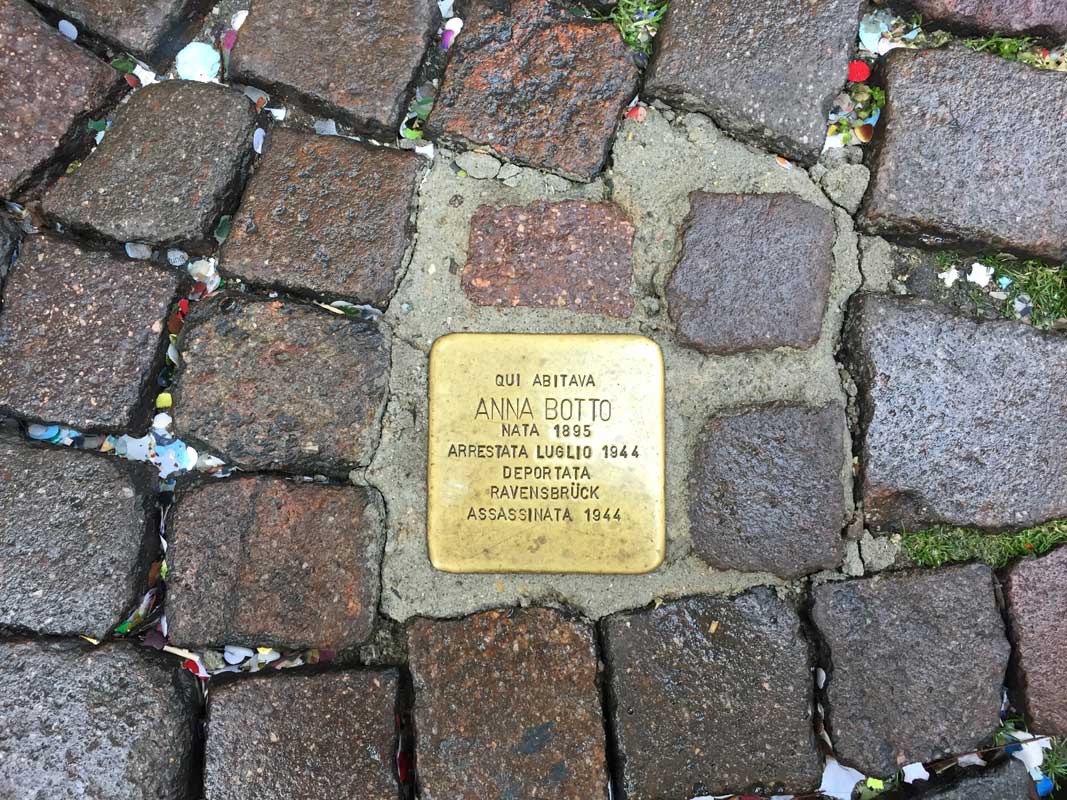 QUI ABITAVA
ANNA BOTTO
NATA 1895
ARRESTATA LUGLIO 1944
DEPORTATA
RAVENSBRÜCK
ASSASSINATA 1944